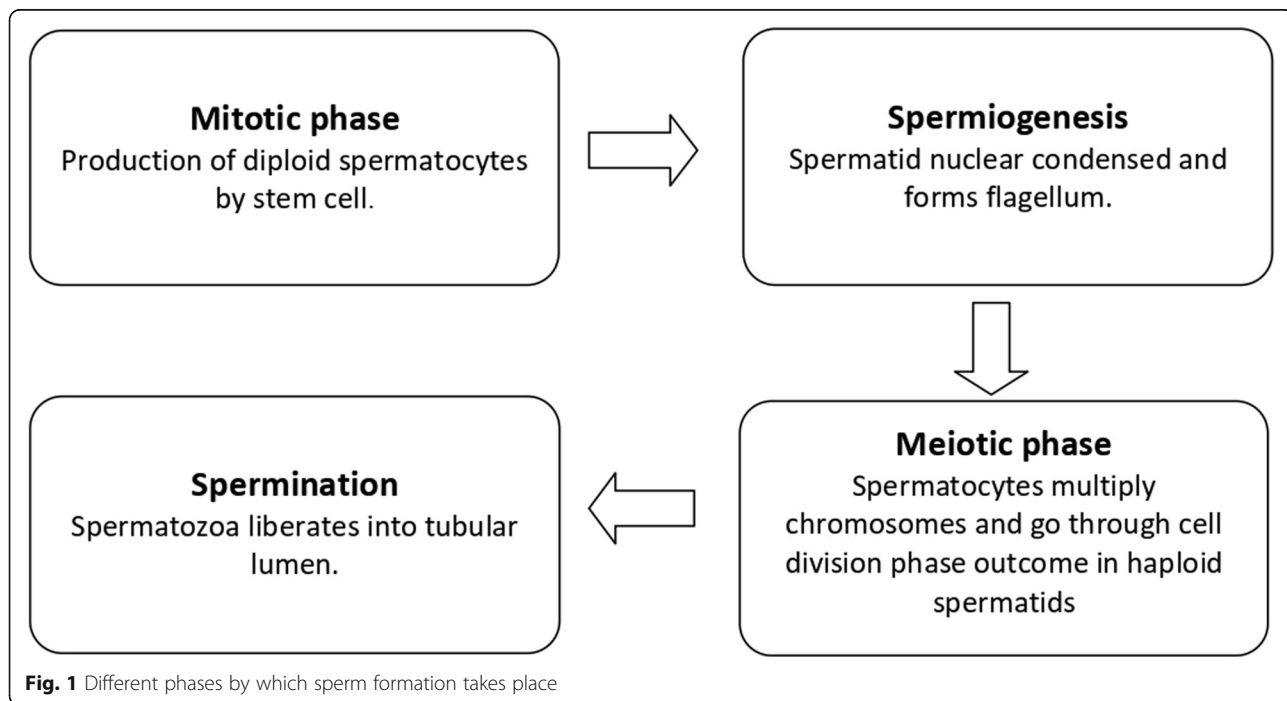 Mitotic phase
Production of diploid spermatocytes
by stem cell.
Spermiogenesis
Spermatid nuclear condensed and
forms flagellum.
Meiotic phase
Spermatocytes multiply
chromosomes and go through cell
division phase outcome in haploid
spermatids
Spermination
Spermatozoa liberates into tubular
lumen.
Fig. 1 Different phases by which sperm formation takes place